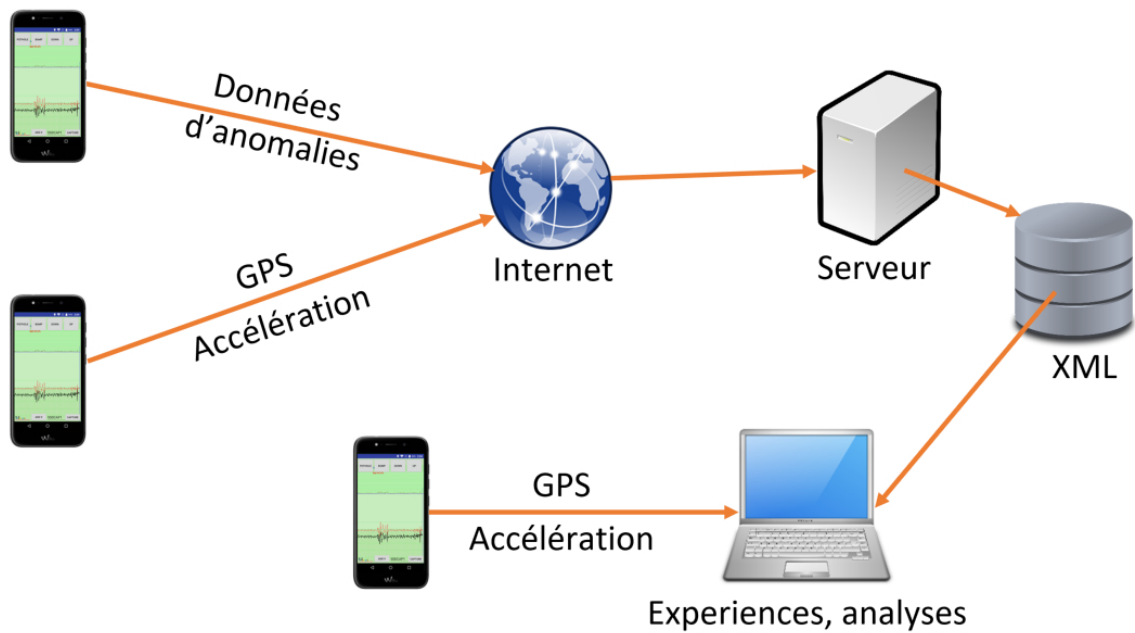 Données
d'anomalies
GPS
Accélération
Internet
Serveur
XML
GPS
Accélération
Experiences, analyses